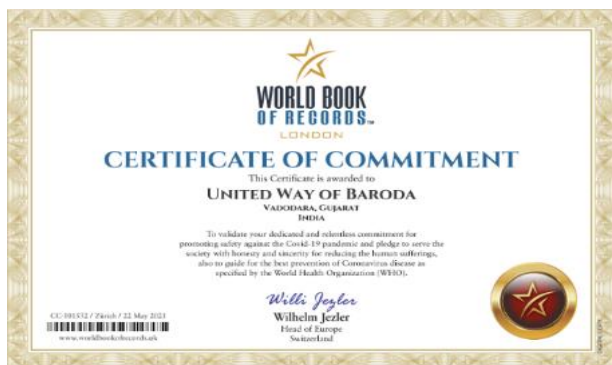 WORLD BOOK
OF RECORDS™
LONDON
CERTIFICATE OF COMMITMENT
This Certificate is awarded to
UNITED WAY OF BARODA
VADODARA, GUJARAT
INDIA
To validate your dedicated and relentless commitment for
promoting safety against the Covid-19 pandemic and pledge to serve the
society with honesty and sincerity for reducing the human sufferings,
also to guide for the best prevention of Coronavirus disease as
specified by the World Health Organization (WHO).
Willi Jezler
Wilhelm Jezler
Head of Europe
Switzerland
/ Zürich / 22 May 2021
www.worldbookofrecords.uk